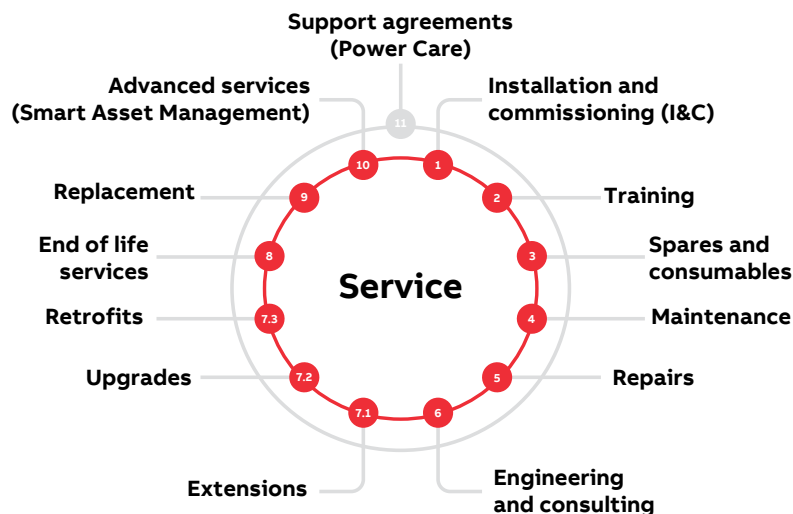 Support agreements
(Power Care)
11
Installation and
commissioning (I&C)
1
Training
2
Spares and
consumables
3
Maintenance
4
Repairs
5
Engineering
and consulting
6
Extensions
7.1
Upgrades
7.2
Retrofits
7.3
End of life
services
8
Replacement
9
Advanced services
(Smart Asset Management)
10
Service